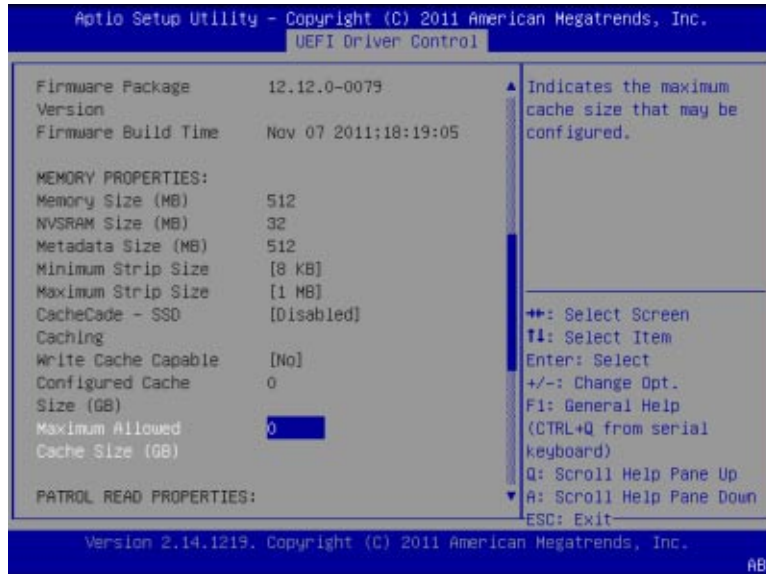 Aptio Setup Utility – Copyright (C) 2011 American Megatrends, Inc.
UEFI Driver Control
Firmware Package 12.12.0-0079
Version
Firmware Build Time Nov 07 2011;18:19:05
MEMORY PROPERTIES:
Memory Size (MB) 512
NVSRAM Size (MB) 32
Metadata Size (MB) 512
Minimum Strip Size [8 KB]
Maximum Strip Size [1 MB]
CacheCade - SSD [Disabled]
Caching
Write Cache Capable [No]
Configured Cache 0
Size (GB)
Maximum Allowed 0
Cache Size (GB)
PATROL READ PROPERTIES:
Indicates the maximum
cache size that may be
configured.
→←: Select Screen
↑↓: Select Item
Enter: Select
+/-: Change Opt.
F1: General Help
(CTRL+Q from serial
keyboard)
Q: Scroll Help Pane Up
A: Scroll Help Pane Down
ESC: Exit
Version 2.14.1219. Copyright (C) 2011 American Megatrends, Inc.
AB